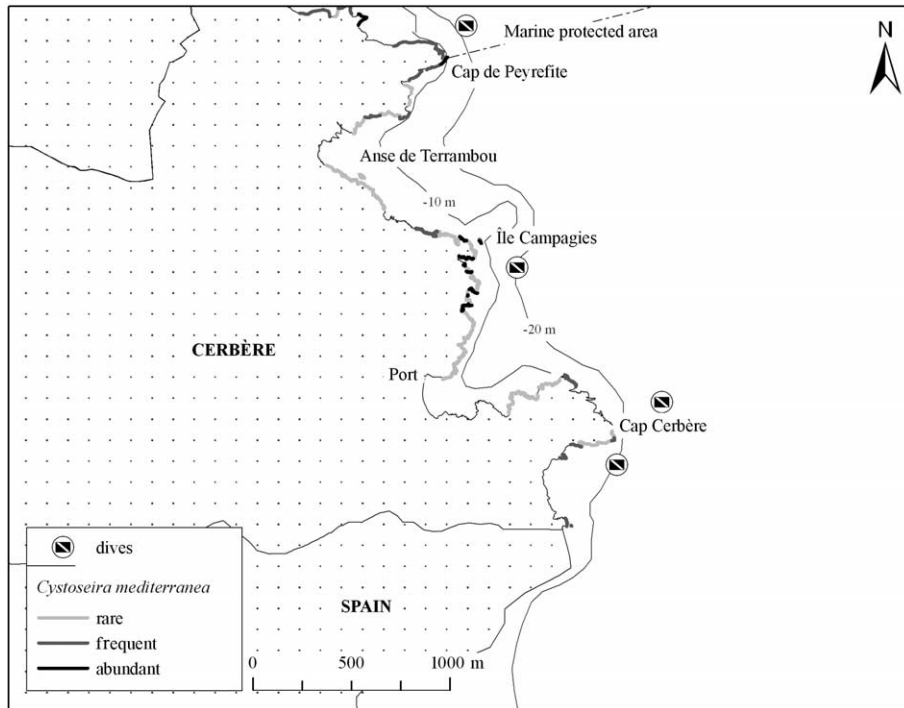 N
Marine protected area
Cap de Peyrefite
Anse de Terrambou
-10 m
Île Campagies
-20 m
CERBÈRE
Port
Cap Cerbère
dives
Cystoseira mediterranea
rare
frequent
abundant
SPAIN
0 500 1000 m